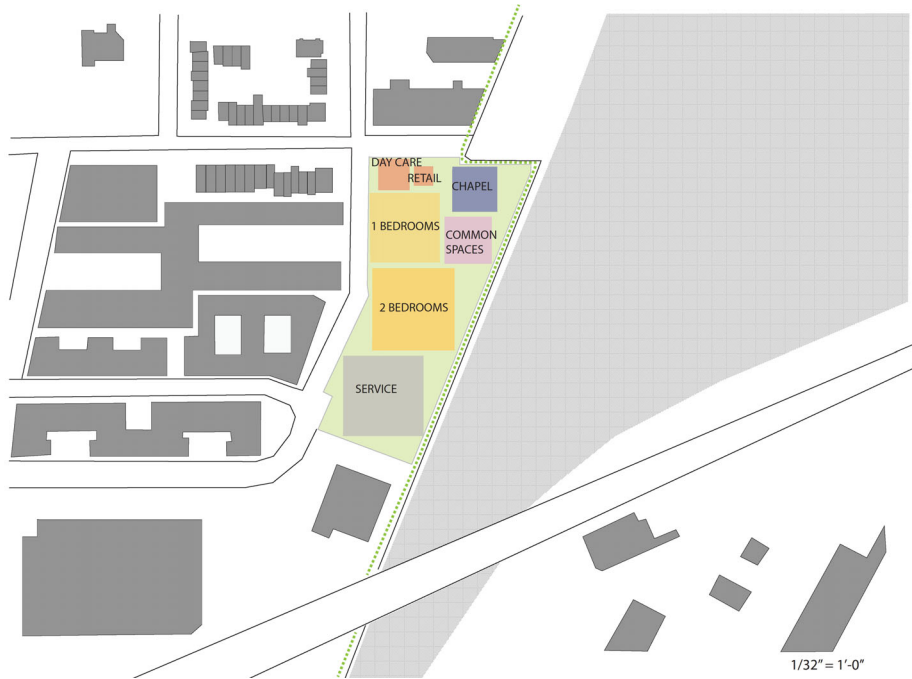 DAY CARE
RETAIL
CHAPEL
1 BEDROOMS
COMMON
SPACES
2 BEDROOMS
SERVICE
1/32" = 1'-0"